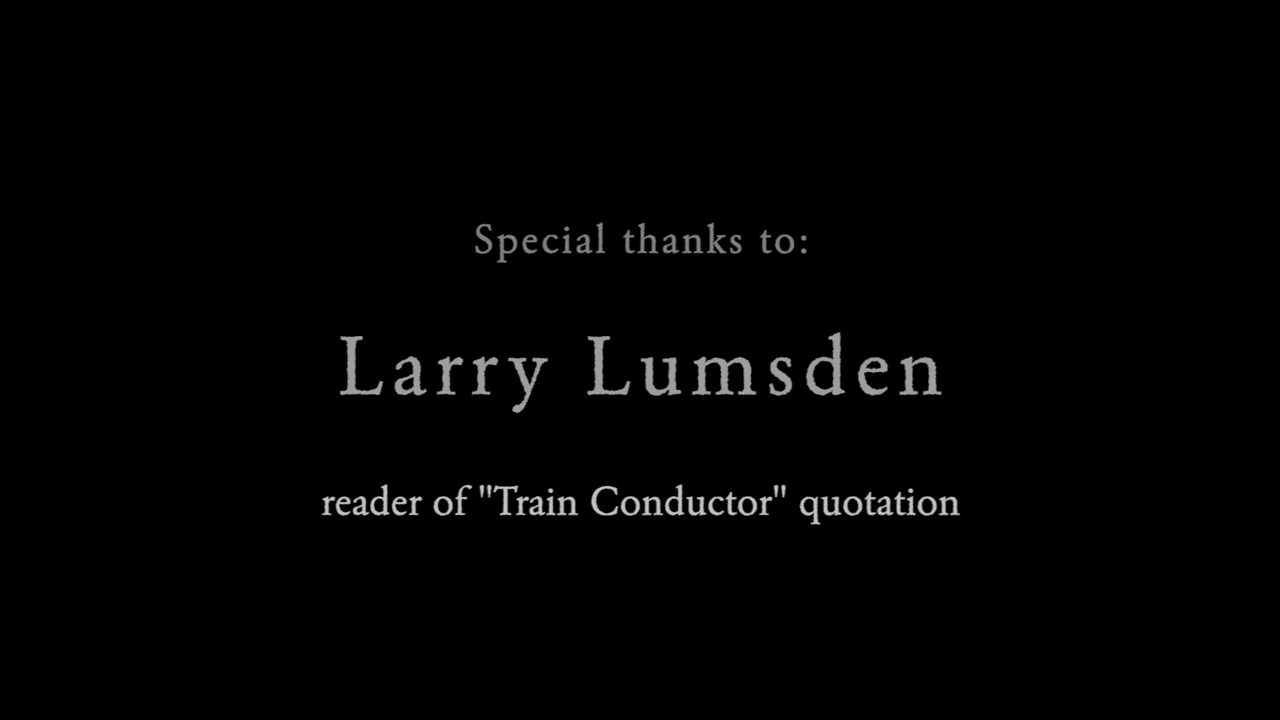 Special thanks to:
Larry Lumsden
reader of "Train Conductor" quotation